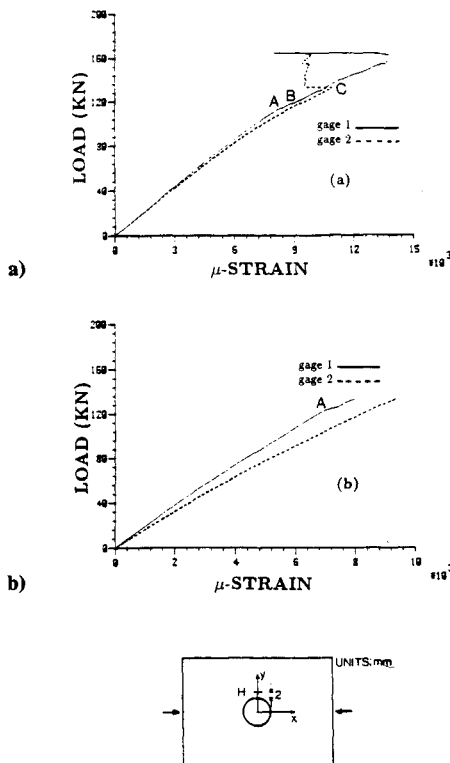 200
160
120
80
40
0
LOAD (KN)
A
B
C
gage 1
gage 2
(a)
0
3
6
9
12
15
*10³
μ-STRAIN
a)
200
160
120
80
40
0
LOAD (KN)
gage 1
gage 2
A
(b)
0
2
4
6
8
10
*10³
μ-STRAIN
b)
UNITS:mm
y
H
2
x